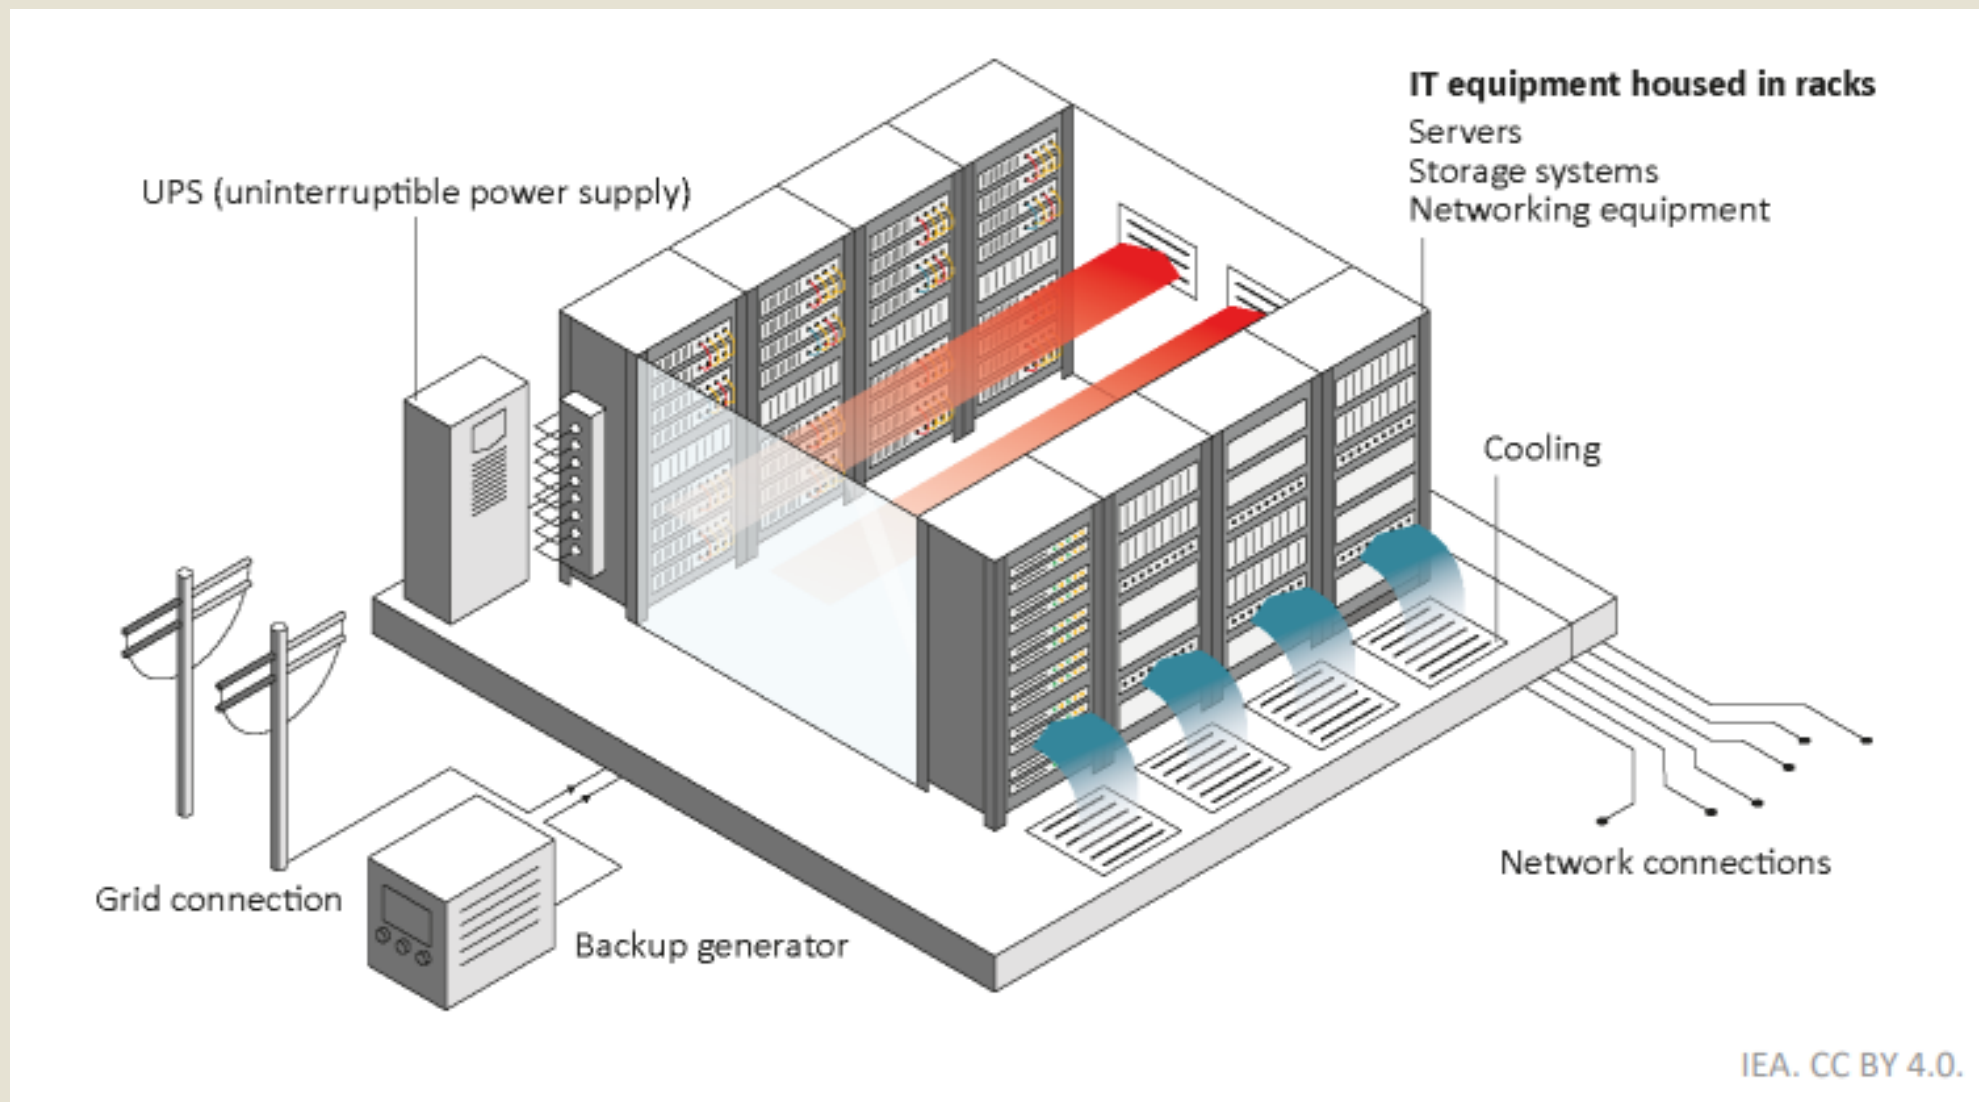 IT equipment housed in racks
Servers
Storage systems
Networking equipment
UPS (uninterruptible power supply)
Cooling
Network connections
Grid connection
Backup generator
IEA. CC BY 4.0.